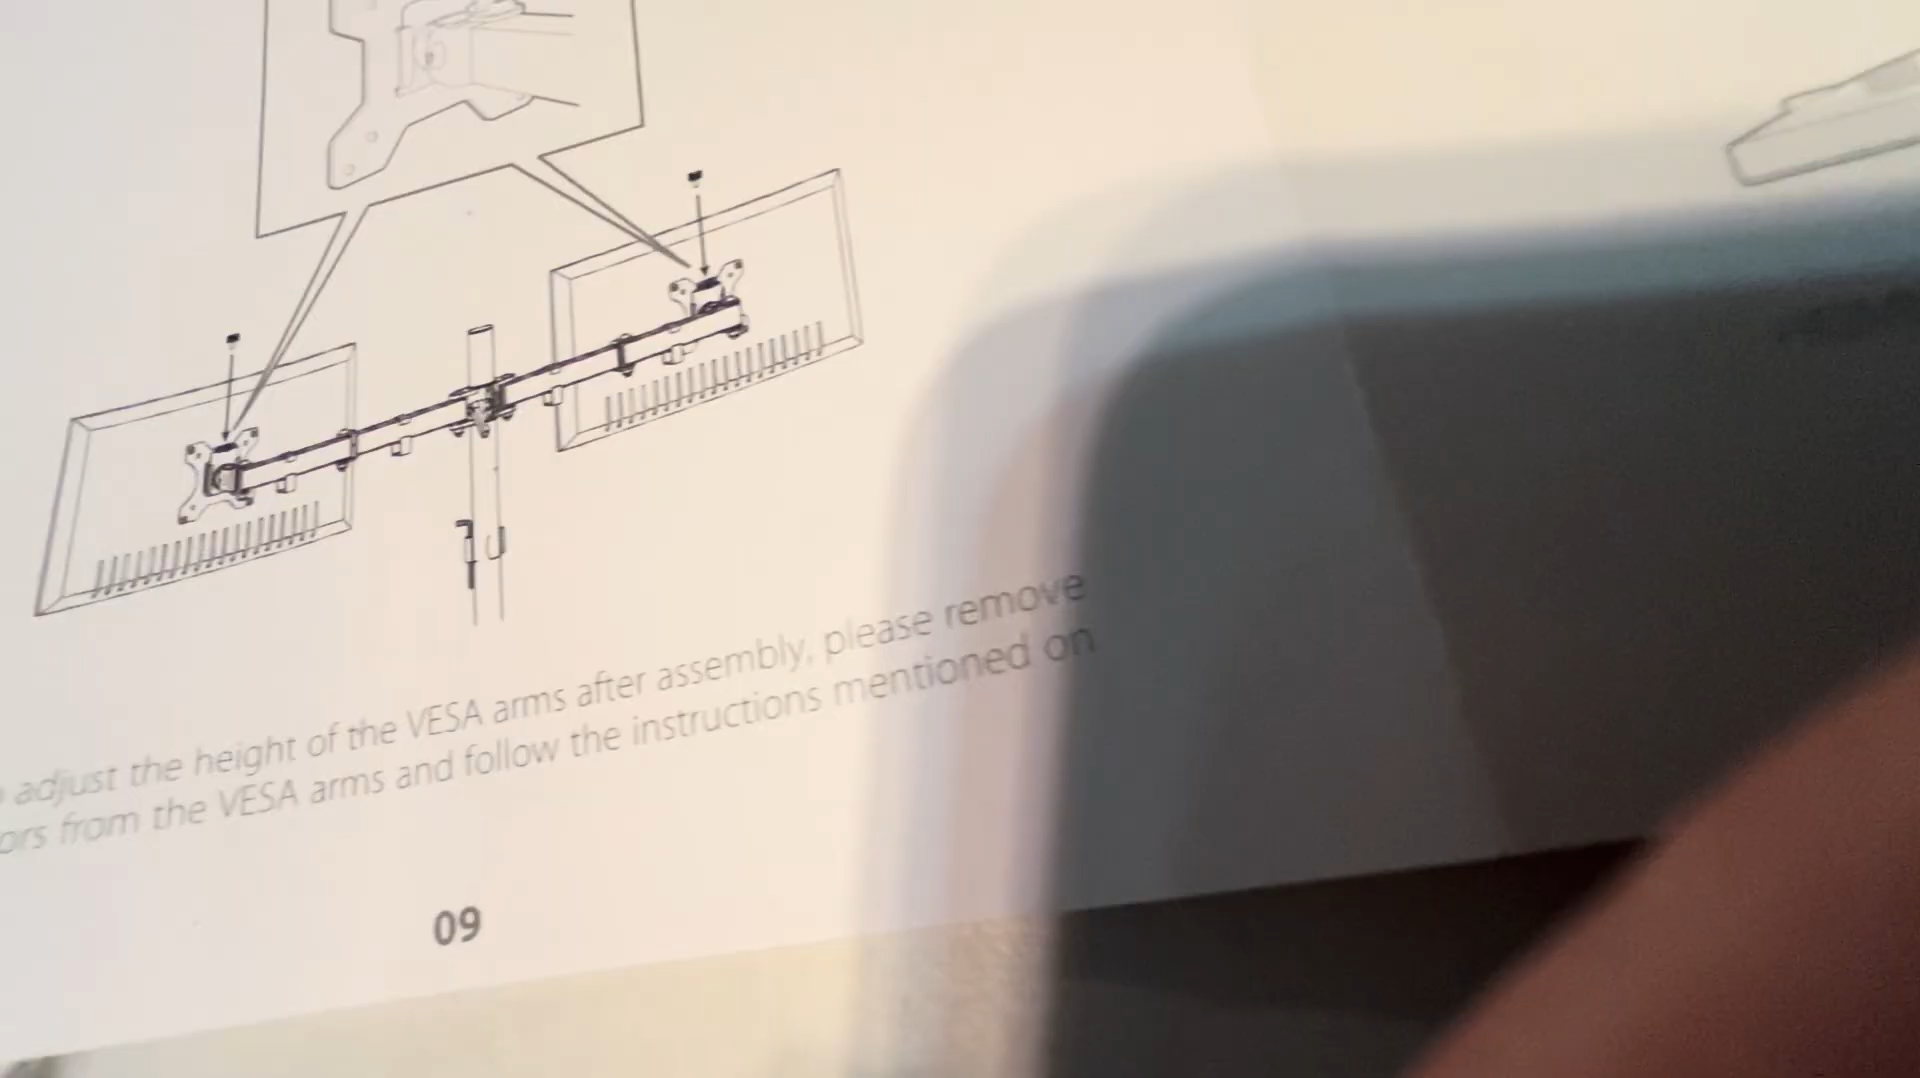 adjust the height of the VESA arms after assembly, please remove
ors from the VESA arms and follow the instructions mentioned on
09